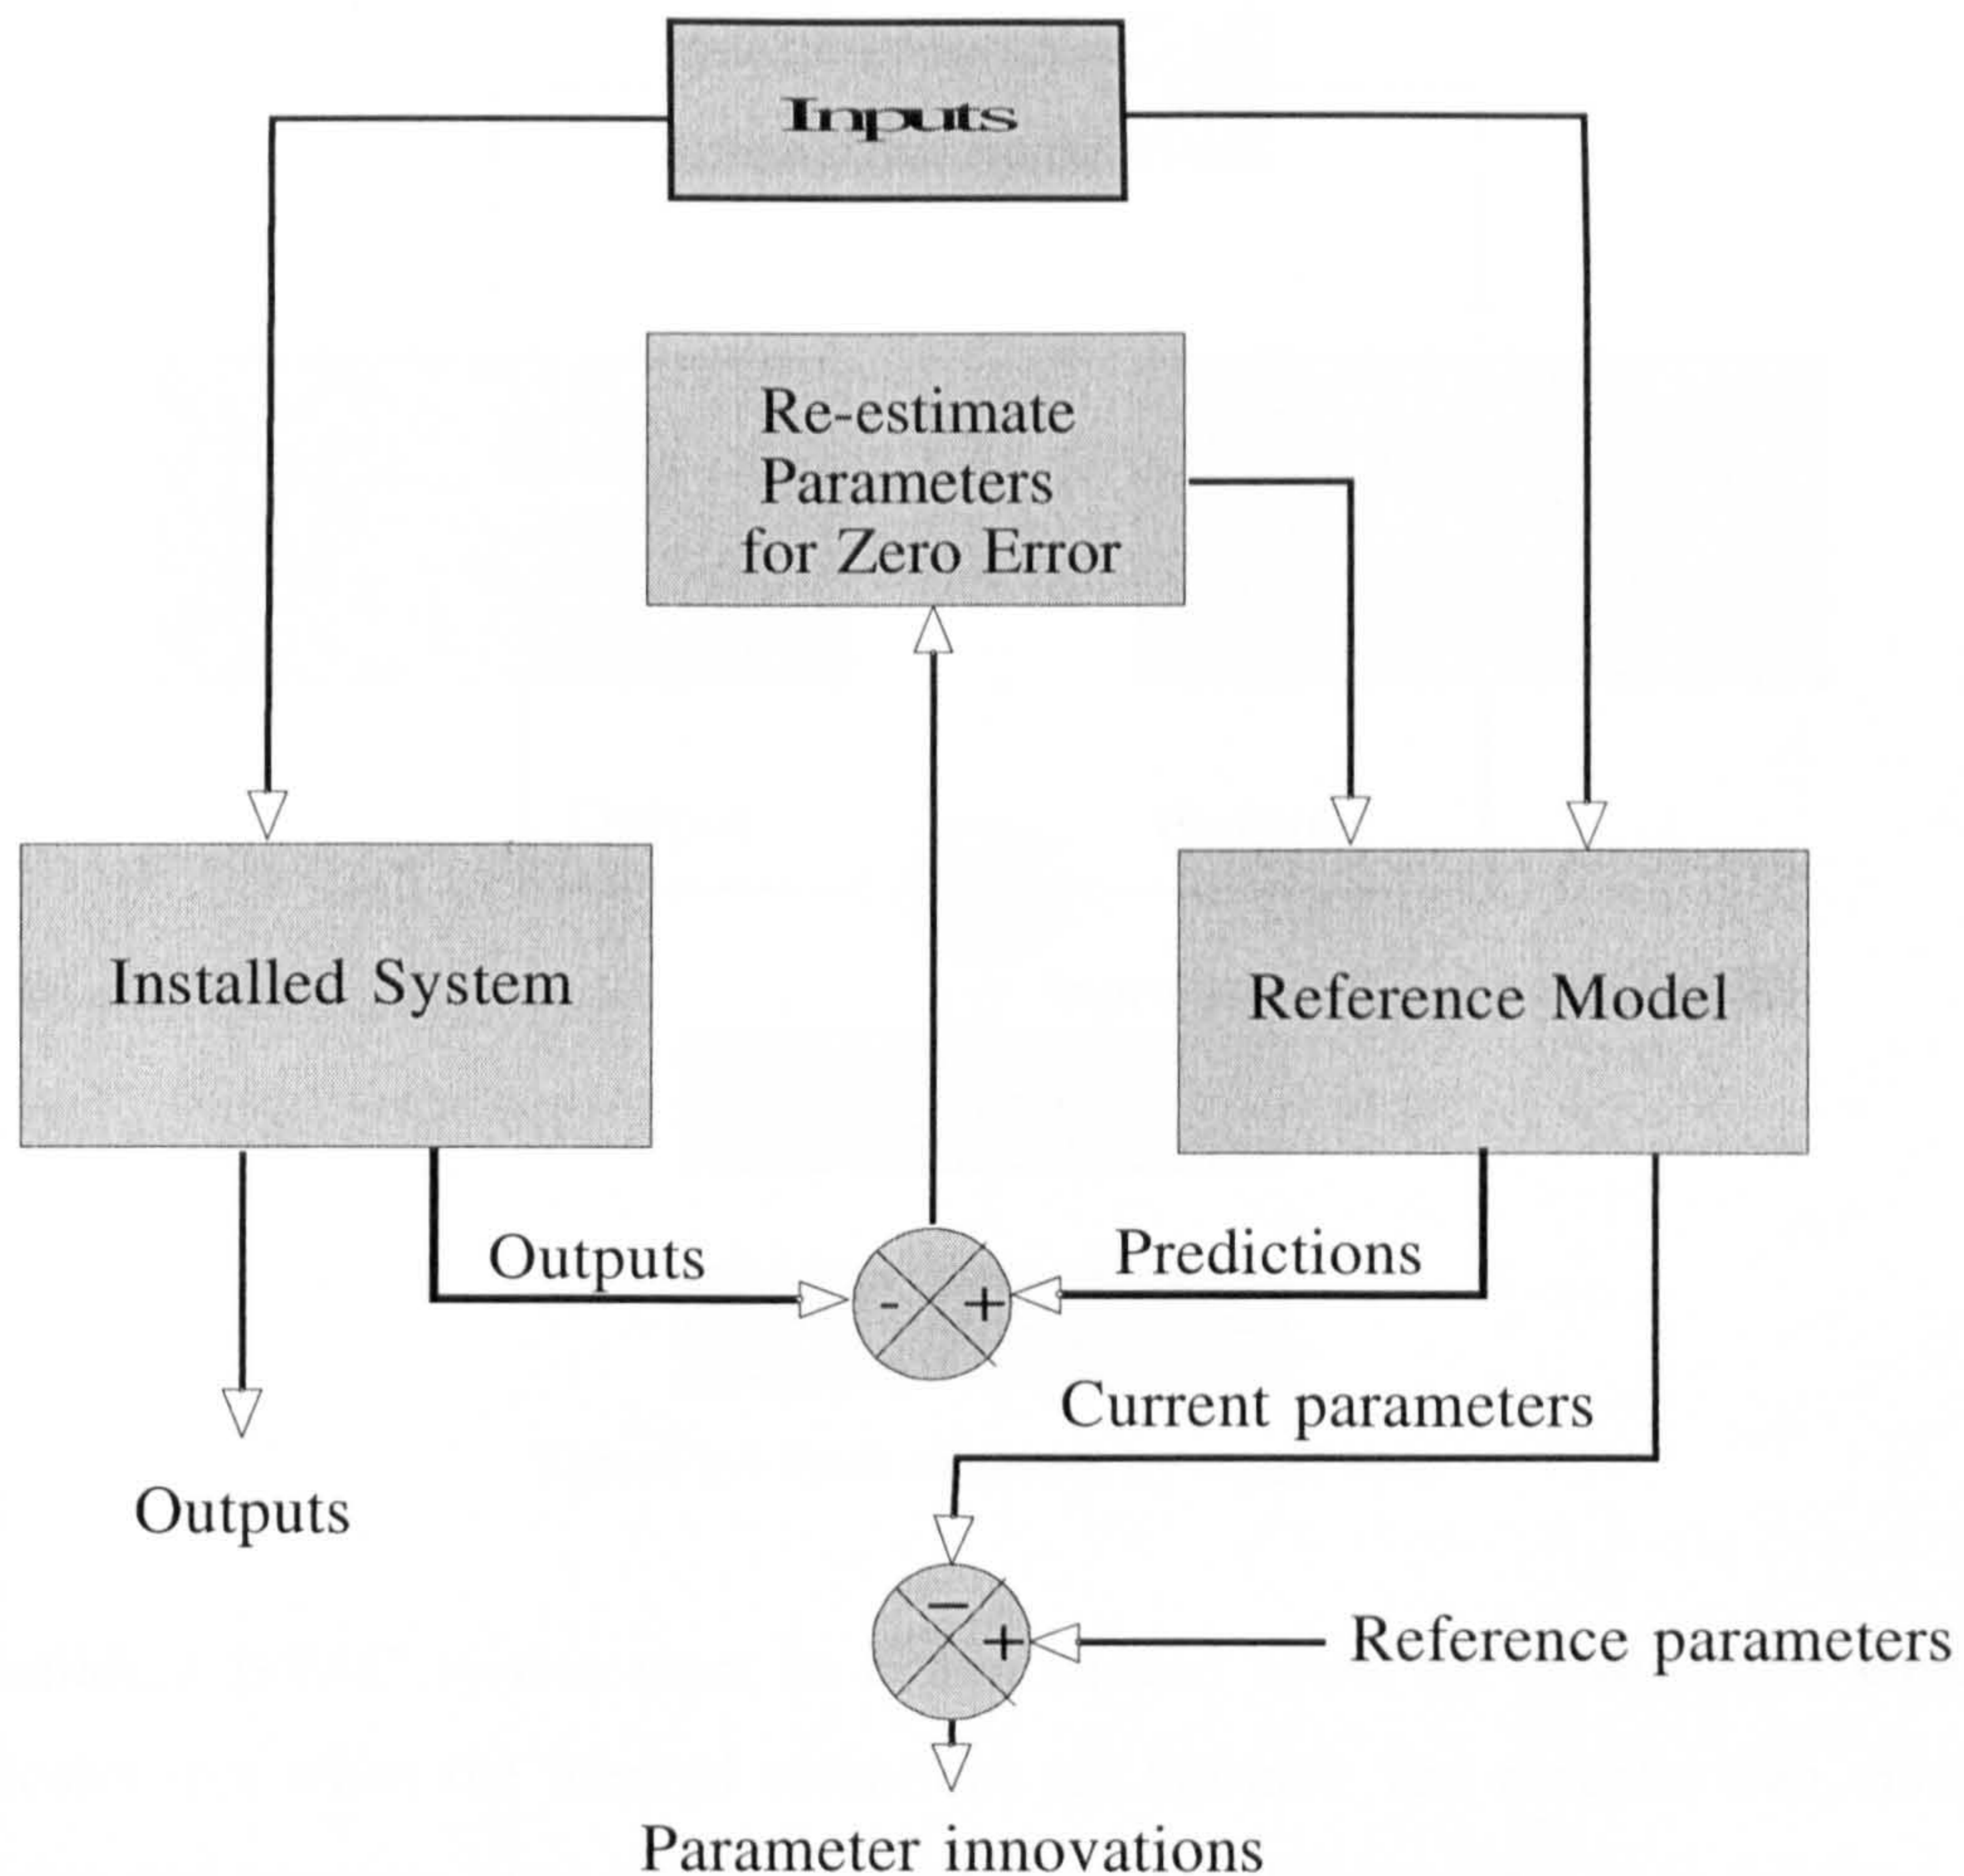 Inputs
Re-estimate
Parameters
for Zero Error
Installed System
Reference Model
Outputs
Predictions
- +
Current parameters
Outputs
−
+
Reference parameters
Parameter innovations